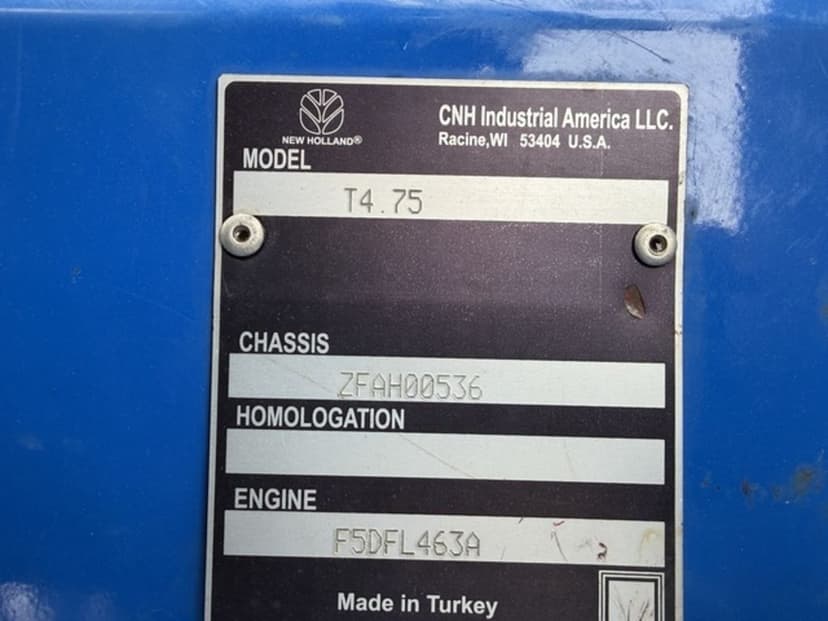 NEW HOLLAND®
CNH Industrial America LLC.
Racine,WI 53404 U.S.A.
MODEL
T4.75
CHASSIS
ZFAH00536
HOMOLOGATION
ENGINE
F5DFL463A
Made in Turkey